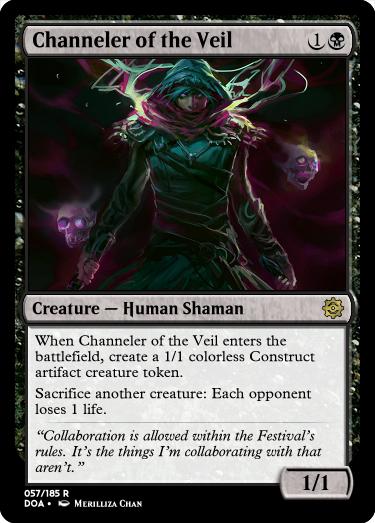 Channeler of the Veil 1
Creature — Human Shaman
When Channeler of the Veil enters the
battlefield, create a 1/1 colorless Construct
artifact creature token.
Sacrifice another creature: Each opponent
loses 1 life.
“Collaboration is allowed within the Festival’s
rules. It’s the things I’m collaborating with that
aren’t.”
1/1
057/185 R
DOA • Merilliza Chan